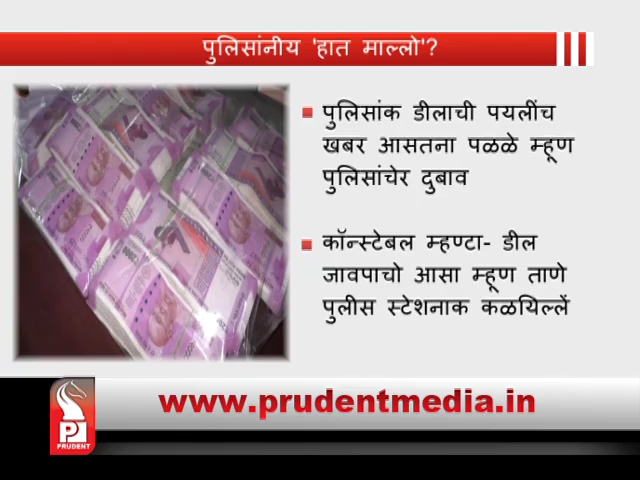 पुलिसांनीय 'हात माल्लो'?
पुलिसांक डीलाची पयलींच
खबर आसतना पळळे म्हूण
पुलिसांचेर दुबाव
कॉन्स्टेबल म्हण्टा- डील
जावपाचो आसा म्हूण ताणे
पुलीस स्टेशनाक कळयिल्लें
www.prudentmedia.in
PRUDENT